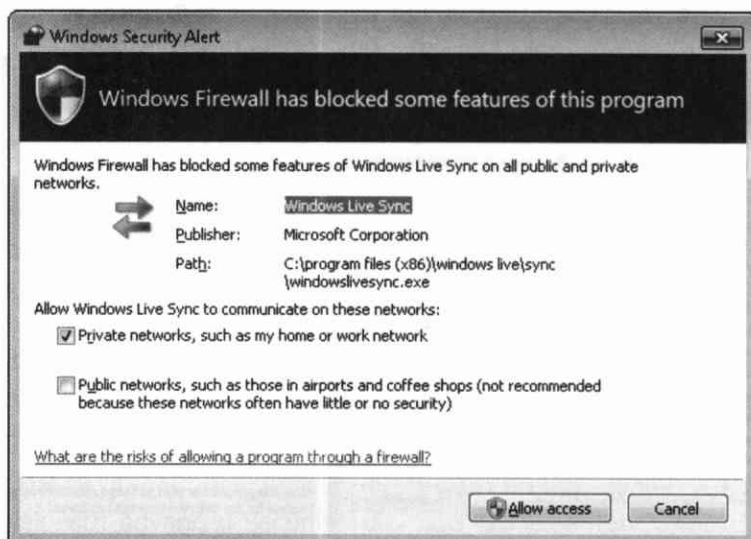 Windows Security Alert
Windows Firewall has blocked some features of this program
Windows Firewall has blocked some features of Windows Live Sync on all public and private
networks.
Name: Windows Live Sync
Publisher: Microsoft Corporation
Path: C:\program files (x86)\windows live\sync
\windowslivesync.exe
Allow Windows Live Sync to communicate on these networks:
Private networks, such as my home or work network
Public networks, such as those in airports and coffee shops (not recommended
because these networks often have little or no security)
What are the risks of allowing a program through a firewall?
Allow access Cancel